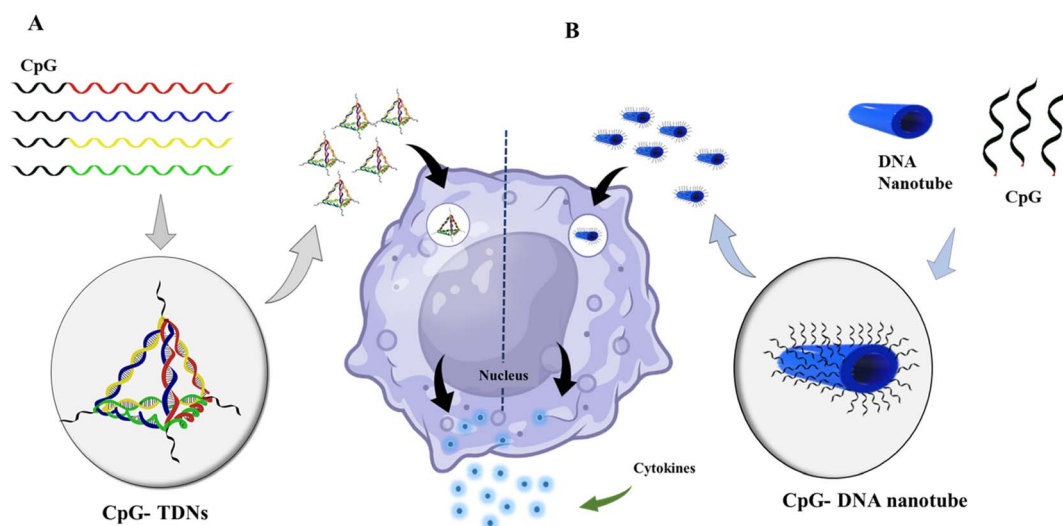 A
B
CpG
DNA
Nanotube
CpG
Nucleus
Cytokines
CpG- TDNs
CpG- DNA nanotube